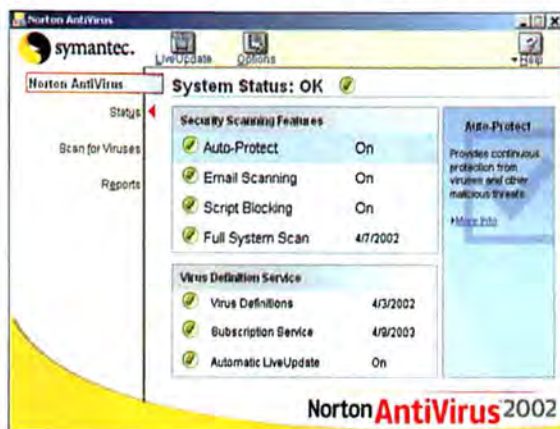 Norton AntiVirus
symantec.
LiveUpdate Options Help
Norton AntiVirus
Status
Scan for Viruses
Reports
System Status: OK
Security Scanning Features
Auto-Protect On
Email Scanning On
Script Blocking On
Full System Scan 4/7/2002
Virus Definition Service
Virus Definitions 4/3/2002
Subscription Service 4/9/2003
Automatic LiveUpdate On
Auto-Protect
Provides continuous
protection from
viruses and other
malicious threats.
More Info
Norton AntiVirus 2002